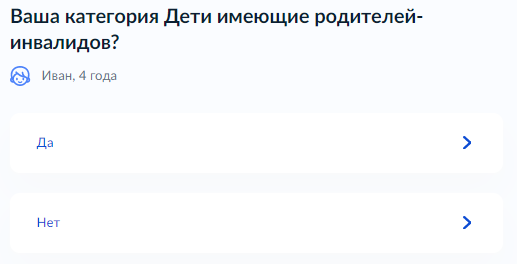 Ваша категория Дети имеющие родителей-
инвалидов?
Иван, 4 года
Да
Нет